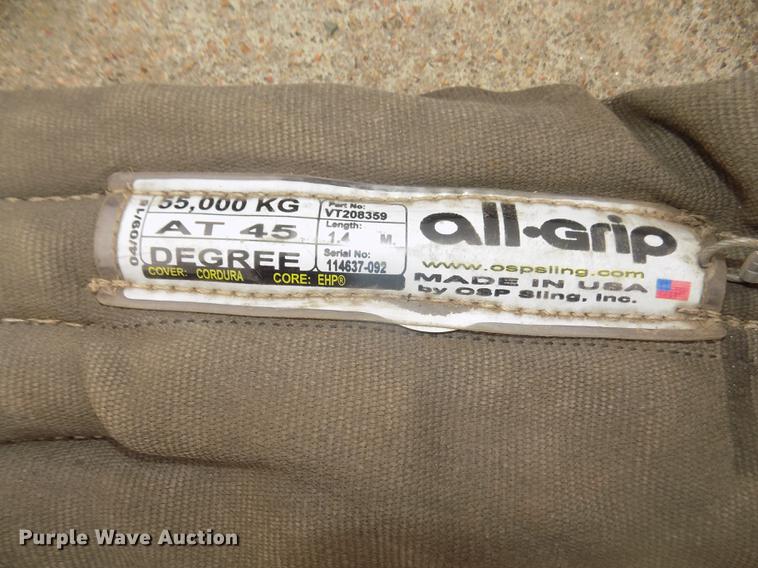 04/09/15
55,000 KG
AT 45
DEGREE
COVER: CORDURA CORE: EHP®
Part No:
VT208359
Length:
1.4 M.
Serial No:
114637-092
all-Grip
www.ospsling.com
MADE IN USA
by OSP Sling, Inc.
Purple Wave Auction